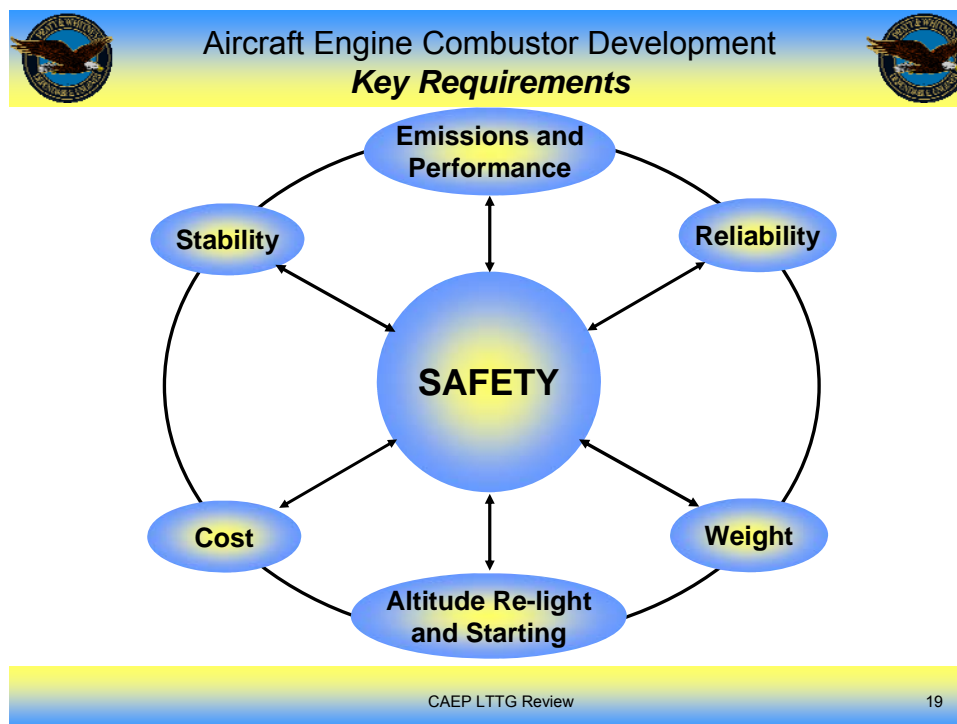 Aircraft Engine Combustor Development
Key Requirements
Emissions and
Performance
Stability
Reliability
SAFETY
Cost
Weight
Altitude Re-light
and Starting
CAEP LTTG Review
19